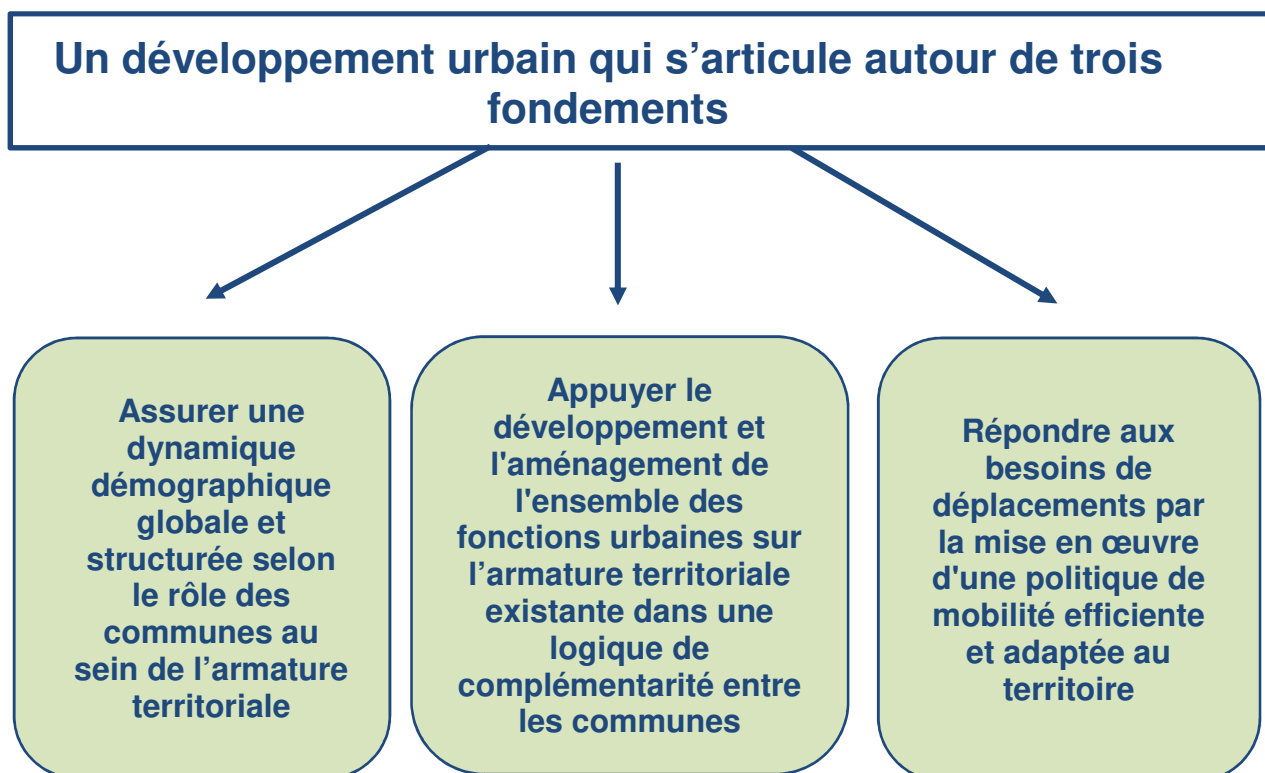 Un développement urbain qui s’articule autour de trois
fondements
Assurer une
dynamique
démographique
globale et
structurée selon
le rôle des
communes au
sein de l’armature
territoriale
Appuyer le
développement et
l'aménagement de
l'ensemble des
fonctions urbaines sur
l’armature territoriale
existante dans une
logique de
complémentarité entre
les communes
Répondre aux
besoins de
déplacements par
la mise en œuvre
d'une politique de
mobilité efficiente
et adaptée au
territoire